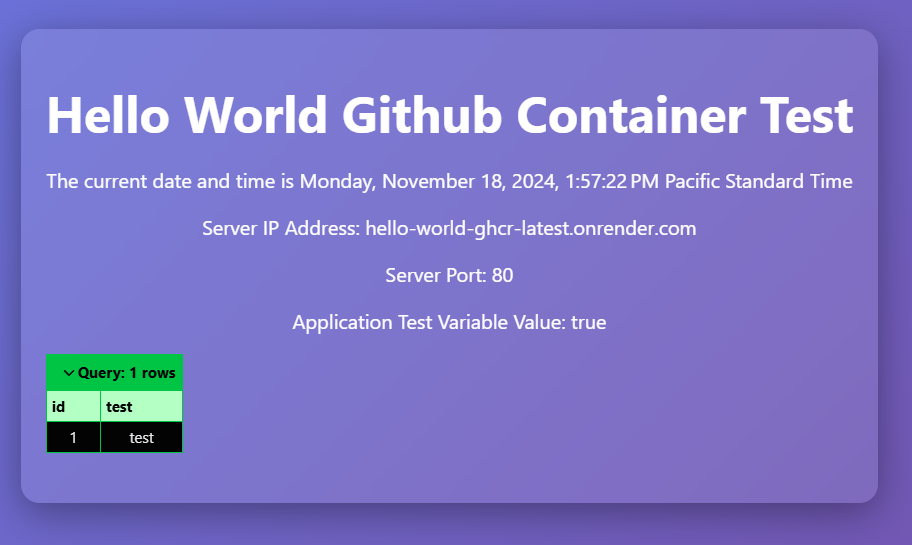 Hello World Github Container Test
The current date and time is Monday, November 18, 2024, 1:57:22 PM Pacific Standard Time
Server IP Address: hello-world-ghcr-latest.onrender.com
Server Port: 80
Application Test Variable Value: true
Query: 1 rows
id test
1 test